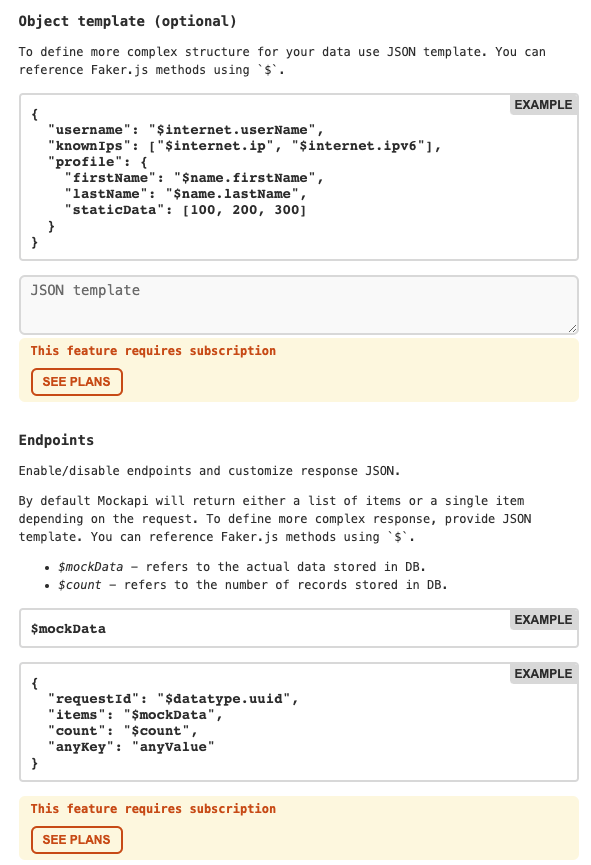 Object template (optional)
To define more complex structure for your data use JSON template. You can
reference Faker.js methods using `$`.
EXAMPLE
{
  "username": "$internet.userName",
  "knownIps": ["$internet.ip", "$internet.ipv6"],
  "profile": {
    "firstName": "$name.firstName",
    "lastName": "$name.lastName",
    "staticData": [100, 200, 300]
  }
}
JSON template
This feature requires subscription
SEE PLANS
Endpoints
Enable/disable endpoints and customize response JSON.
By default Mockapi will return either a list of items or a single item
depending on the request. To define more complex response, provide JSON
template. You can reference Faker.js methods using `$`.
• $mockData – refers to the actual data stored in DB.
• $count – refers to the number of records stored in DB.
EXAMPLE
$mockData
EXAMPLE
{
  "requestId": "$datatype.uuid",
  "items": "$mockData",
  "count": "$count",
  "anyKey": "anyValue"
}
This feature requires subscription
SEE PLANS